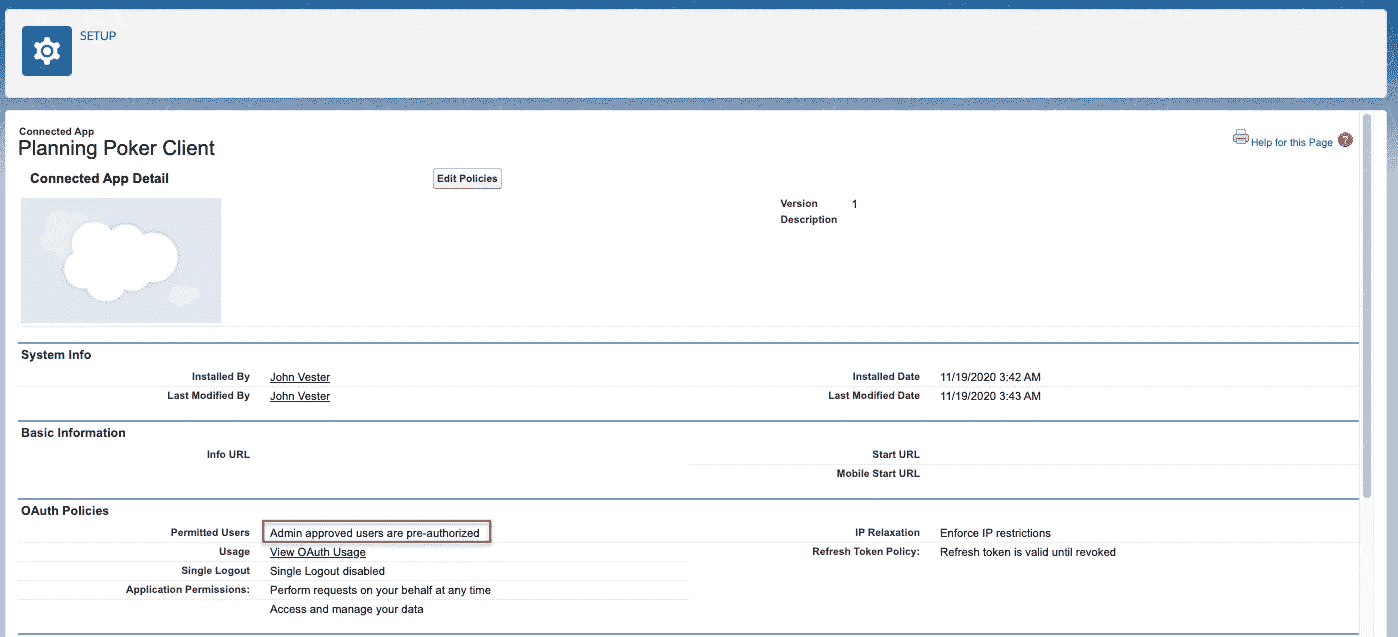 SETUP
Connected App
Planning Poker Client
Help for this Page ?
Connected App Detail
Edit Policies
Version 1
Description
System Info
Installed By John Vester Installed Date 11/19/2020 3:42 AM
Last Modified By John Vester Last Modified Date 11/19/2020 3:43 AM
Basic Information
Info URL Start URL
Mobile Start URL
OAuth Policies
Permitted Users Admin approved users are pre-authorized IP Relaxation Enforce IP restrictions
Usage View OAuth Usage Refresh Token Policy: Refresh token is valid until revoked
Single Logout Single Logout disabled
Application Permissions: Perform requests on your behalf at any time
Access and manage your data